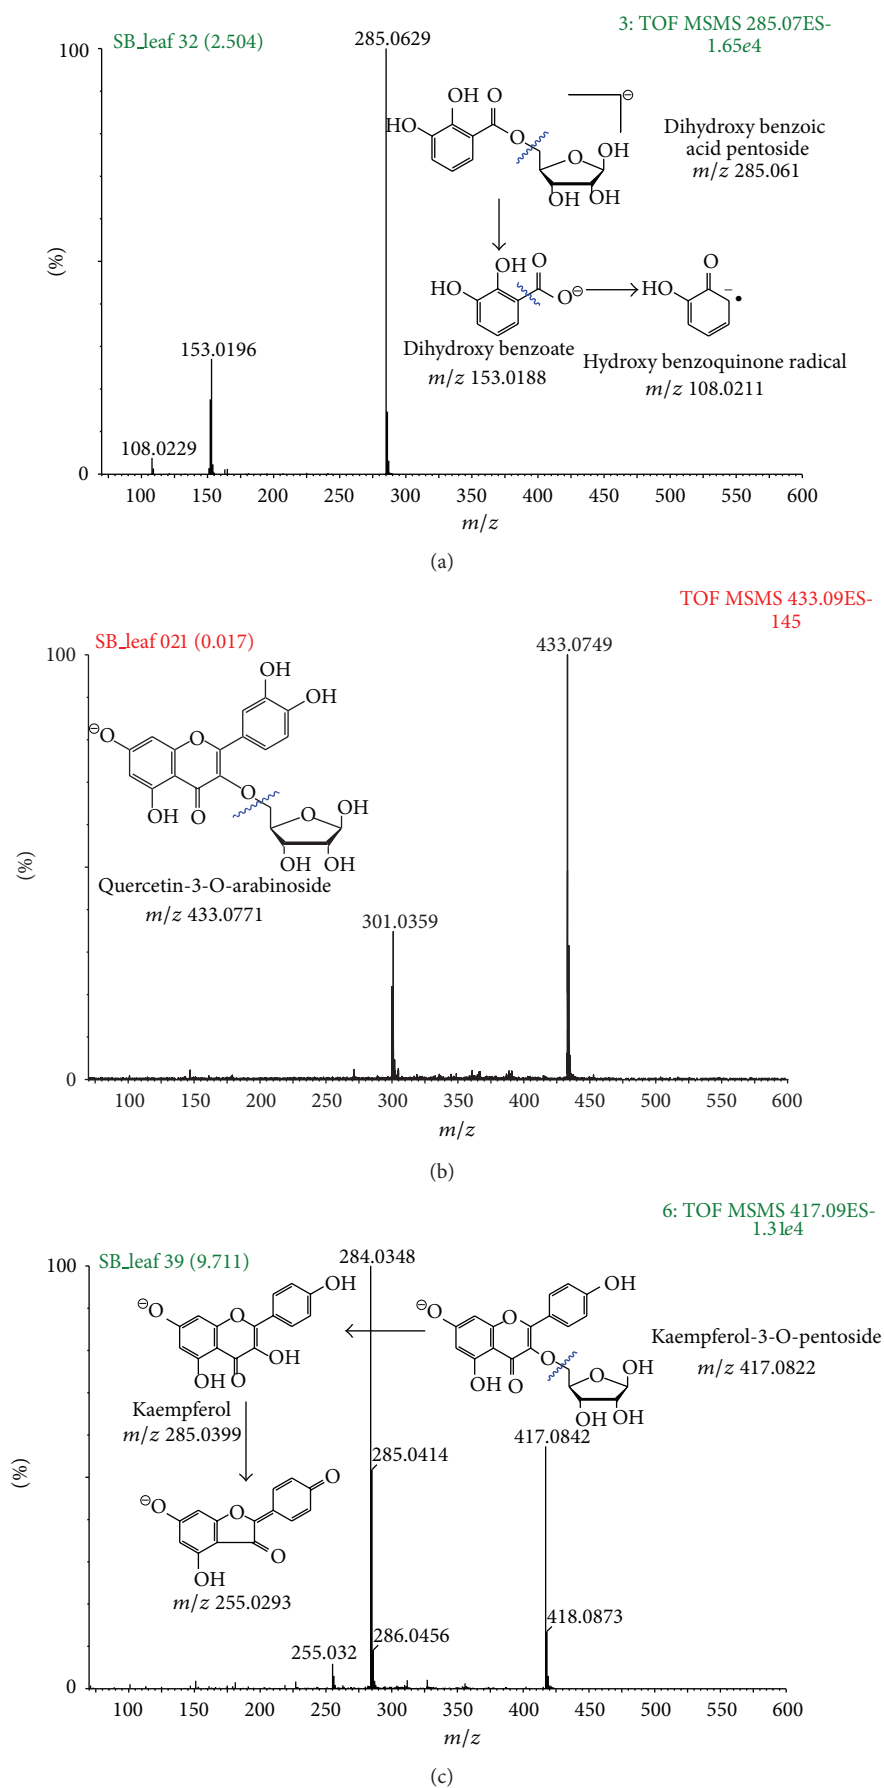 SB_leaf 32 (2.504)
3: TOF MSMS 285.07ES-
1.65e4
100
285.0629
OH
O
HO
O
⊖
O
OH
OH
OH
Dihydroxy benzoic
acid pentoside
m/z 285.061
(%)
OH
O
HO
O⊖
O
HO
−
•
Dihydroxy benzoate
m/z 153.0188
Hydroxy benzoquinone radical
m/z 108.0211
153.0196
108.0229
0
100 150 200 250 300 350 400 450 500 550 600
m/z
(a)
TOF MSMS 433.09ES-
145
SB_leaf 021 (0.017)
100
433.0749
OH
OH
⊖O
O
O
OH
O
O
OH
OH
OH
Quercetin-3-O-arabinoside
m/z 433.0771
(%)
301.0359
0
100 150 200 250 300 350 400 450 500 550 600
m/z
(b)
6: TOF MSMS 417.09ES-
1.31e4
SB_leaf 39 (9.711)
100
284.0348
OH
⊖O
O
OH
OH
O
OH
⊖O
O
O
OH
O
O
OH
OH
OH
Kaempferol-3-O-pentoside
m/z 417.0822
Kaempferol
m/z 285.0399
417.0842
285.0414
(%)
O
⊖O
O
O
OH
m/z 255.0293
418.0873
286.0456
255.032
0
100 150 200 250 300 350 400 450 500 550 600
m/z
(c)